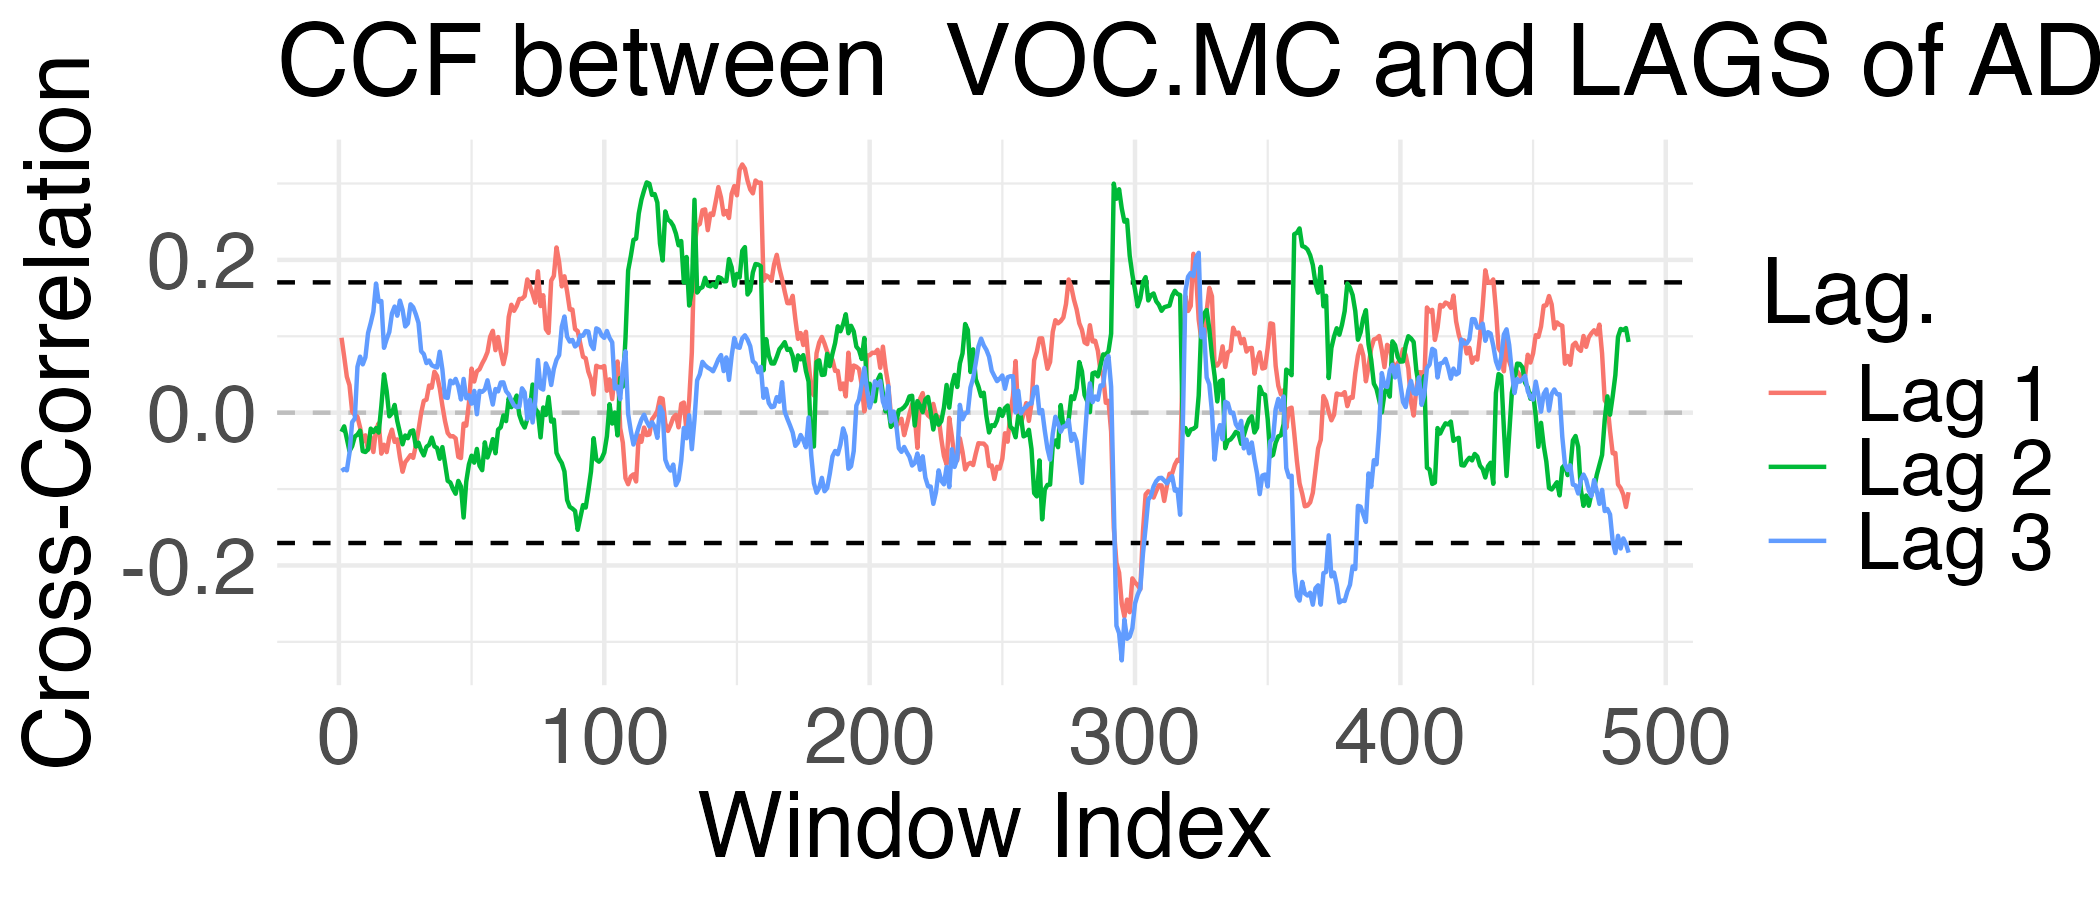 CCF between  VOC.MC and LAGS of AD
Cross-Correlation
0.2
0.0
-0.2
0
100
200
300
400
500
Window Index
Lag.
Lag 1
Lag 2
Lag 3